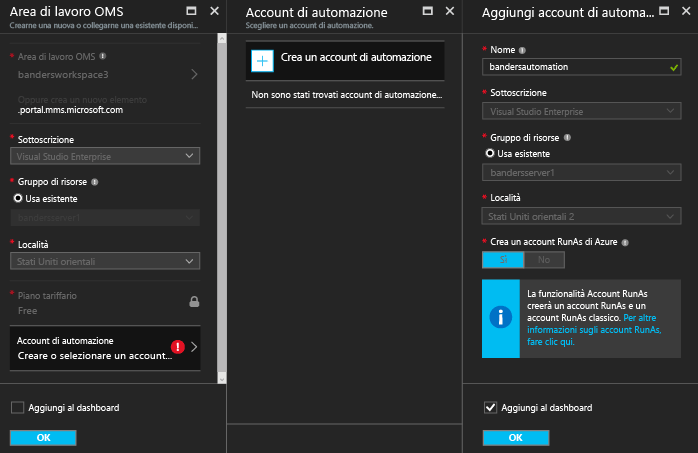 Area di lavoro OMS
Crearne una nuova o collegarne una esistente disponi...
* Area di lavoro OMS
bandersworkspace3
Oppure crea un nuovo elemento
.portal.mms.microsoft.com
* Sottoscrizione
Visual Studio Enterprise
* Gruppo di risorse
Usa esistente
bandersserver1
* Località
Stati Uniti orientali
* Piano tariffario
Free
Account di automazione
Creare o selezionare un account...
Aggiungi al dashboard
OK
Account di automazione
Scegliere un account di automazione.
Crea un account di automazione
Non sono stati trovati account di automazione...
Aggiungi account di automa...
* Nome
bandersautomation
* Sottoscrizione
Visual Studio Enterprise
* Gruppo di risorse
Usa esistente
bandersserver1
* Località
Stati Uniti orientali 2
* Crea un account RunAs di Azure
Sì No
La funzionalità Account RunAs
creerà un account RunAs e un
account RunAs classico. Per altre
informazioni sugli account RunAs,
fare clic qui.
Aggiungi al dashboard
OK